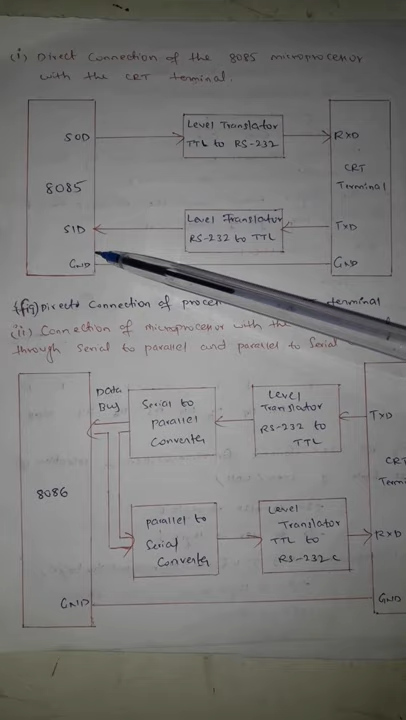 (i) Direct Connection of the 8085 microprocessor
with the CRT terminal.
SOD
Level Translator
TTL to RS-232
RXD
8085
CRT
Terminal
SID
Level Translator
RS-232 to TTL
TXD
GND
GND
(fig) Direct Connection of terminal
(ii) Connection of microprocessor with the
through Serial to parallel and parallel to Serial
Data
Bus
Serial to
parallel
Converter
Level
Translator
RS-232 to
TTL
TXD
8086
CRT
parallel to
Serial
Converter
Level
Translator
TTL to
RS-232-C
RXD
GND
GND